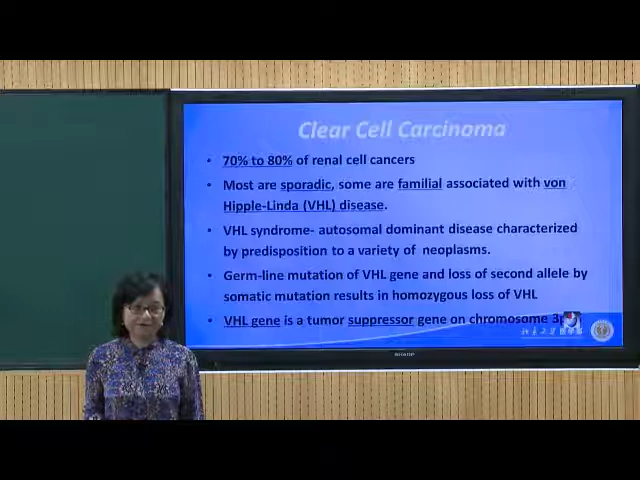 Clear Cell Carcinoma
• 70% to 80% of renal cell cancers
• Most are sporadic, some are familial associated with von
Hipple-Linda (VHL) disease.
• VHL syndrome- autosomal dominant disease characterized
by predisposition to a variety of neoplasms.
• Germ-line mutation of VHL gene and loss of second allele by
somatic mutation results in homozygous loss of VHL
• VHL gene is a tumor suppressor gene on chromosome